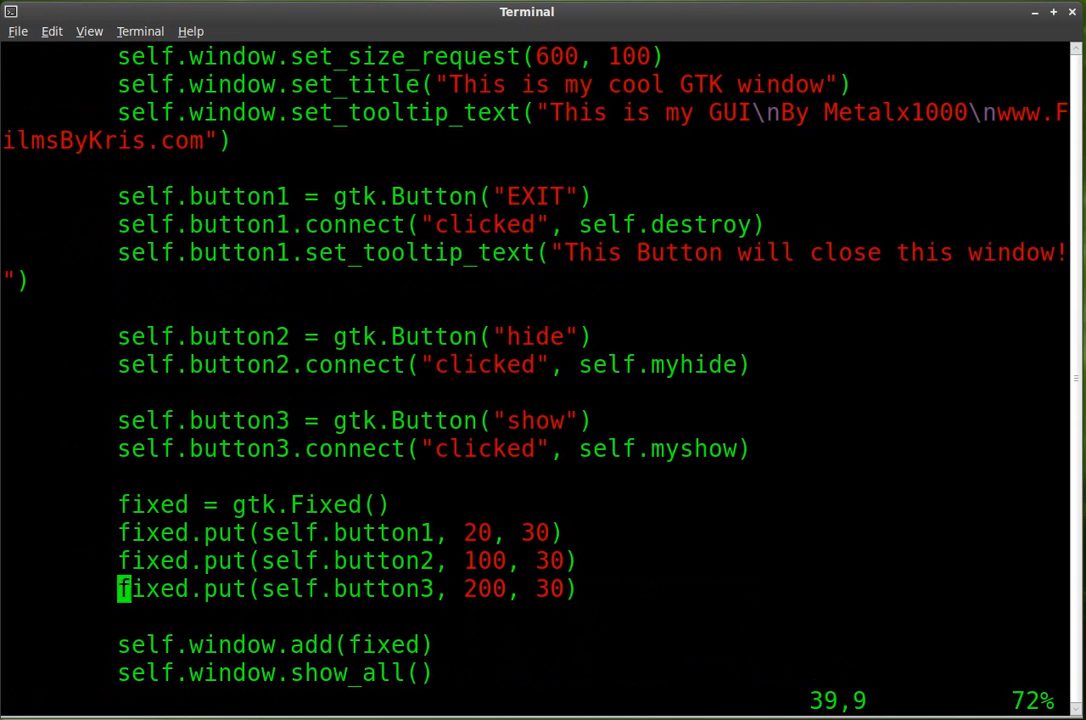 Terminal
File Edit View Terminal Help
self.window.set_size_request(600, 100)
self.window.set_title("This is my cool GTK window")
self.window.set_tooltip_text("This is my GUI\nBy Metalx1000\nwww.F
ilmsByKris.com")
self.button1 = gtk.Button("EXIT")
self.button1.connect("clicked", self.destroy)
self.button1.set_tooltip_text("This Button will close this window!
")
self.button2 = gtk.Button("hide")
self.button2.connect("clicked", self.myhide)
self.button3 = gtk.Button("show")
self.button3.connect("clicked", self.myshow)
fixed = gtk.Fixed()
fixed.put(self.button1, 20, 30)
fixed.put(self.button2, 100, 30)
fixed.put(self.button3, 200, 30)
self.window.add(fixed)
self.window.show_all()
39,9 72%